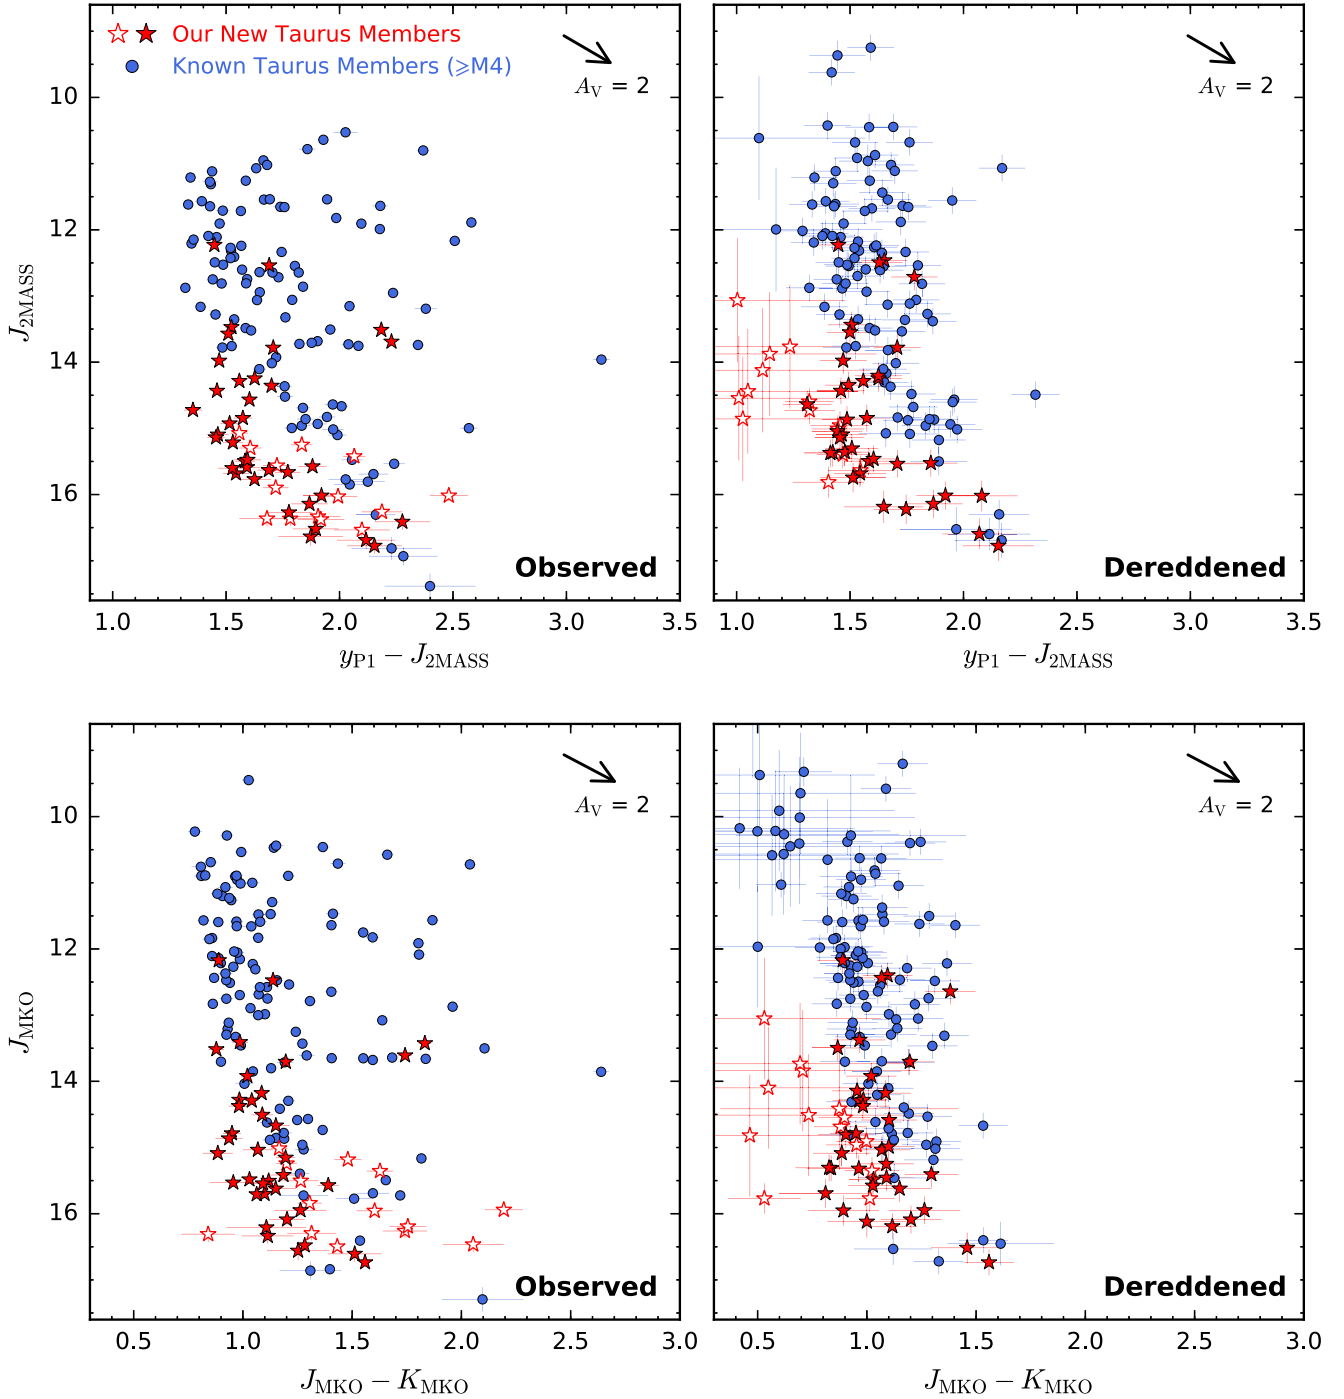 Our New Taurus Members
Known Taurus Members (⩾M4)
A_V = 2
Observed
10
12
14
16
J_2MASS
1.0 1.5 2.0 2.5 3.0 3.5
y_P1 − J_2MASS
A_V = 2
Dereddened
1.0 1.5 2.0 2.5 3.0 3.5
y_P1 − J_2MASS
A_V = 2
Observed
10
12
14
16
J_MKO
0.5 1.0 1.5 2.0 2.5 3.0
J_MKO − K_MKO
A_V = 2
Dereddened
0.5 1.0 1.5 2.0 2.5 3.0
J_MKO − K_MKO